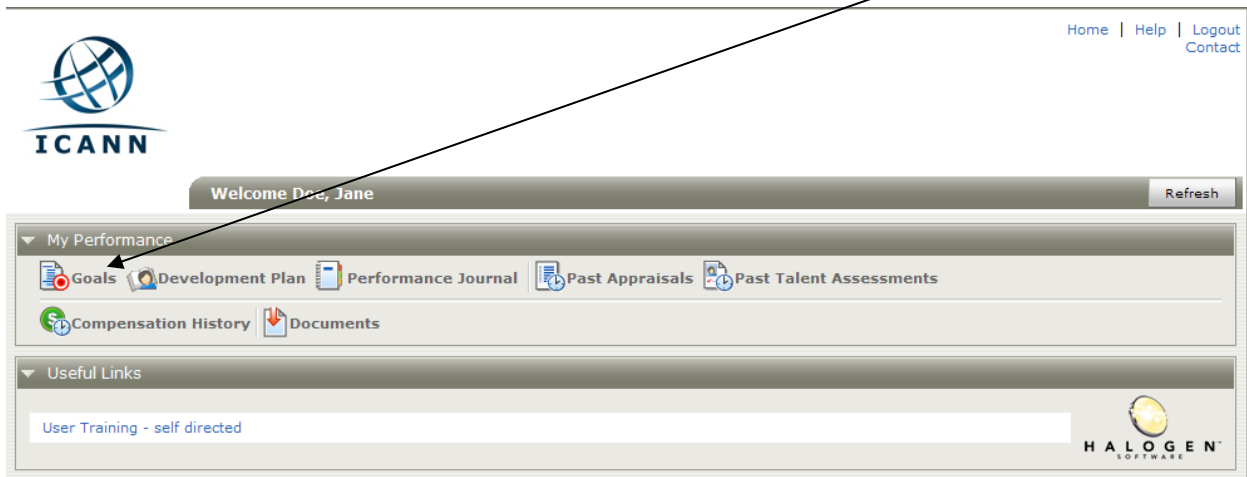 Home | Help | Logout
Contact
ICANN
Welcome Doe, Jane
Refresh
My Performance
Goals Development Plan Performance Journal Past Appraisals Past Talent Assessments
Compensation History Documents
Useful Links
User Training - self directed
HALOGEN
SOFTWARE